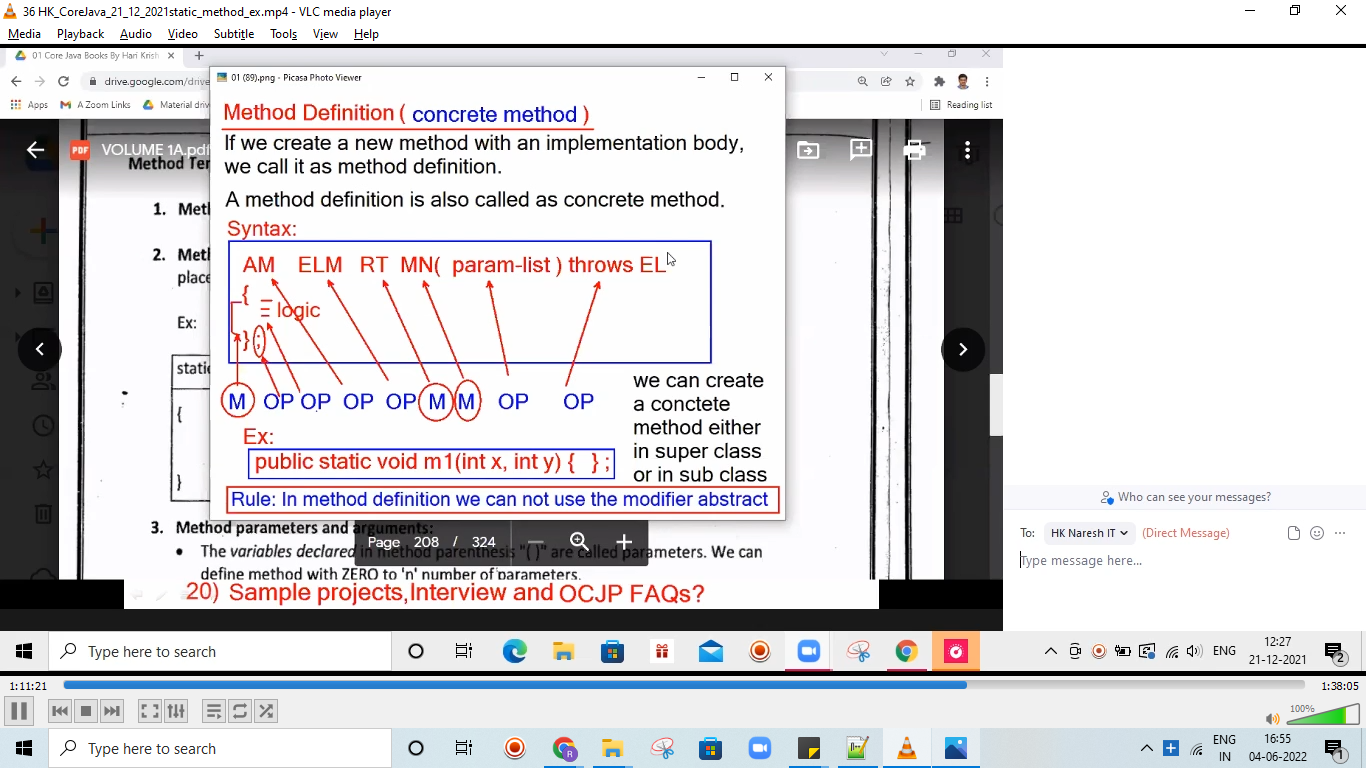 36 HK_CoreJava_21_12_2021static_method_ex.mp4 - VLC media player
Media Playback Audio Video Subtitle Tools View Help
01 Core Java Books By Hari Krish
drive.google.com/drive
Apps A Zoom Links Material driv
Reading list
VOLUME 1A.pdf
01 (89).png - Picasa Photo Viewer
Method Definition ( concrete method )
If we create a new method with an implementation body,
we call it as method definition.
A method definition is also called as concrete method.
Syntax:
AM ELM RT MN( param-list ) throws EL
{
logic
} ;
M OP OP OP OP M M OP OP
we can create
a conctete
method either
in super class
or in sub class
Ex:
public static void m1(int x, int y) { } ;
Rule: In method definition we can not use the modifier abstract
Method Ter
1. Metl
2. Metl
place
Ex:
static
{
}
3. Method parameters and arguments:
• The variables declared in method parenthesis "( )" are called parameters. We can
define method with ZERO to 'n' number of parameters.
Page 208 / 324
20) Sample projects,Interview and OCJP FAQs?
Who can see your messages?
To: HK Naresh IT (Direct Message)
Type message here...
Type here to search
ENG
12:27
21-12-2021
2
1:11:21
1:38:05
100%
Type here to search
R
ENG
IN
16:55
04-06-2022
1